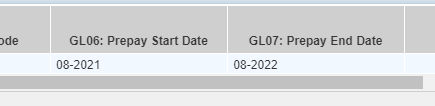 ode GL06: Prepay Start Date GL07: Prepay End Date
08-2021 08-2022